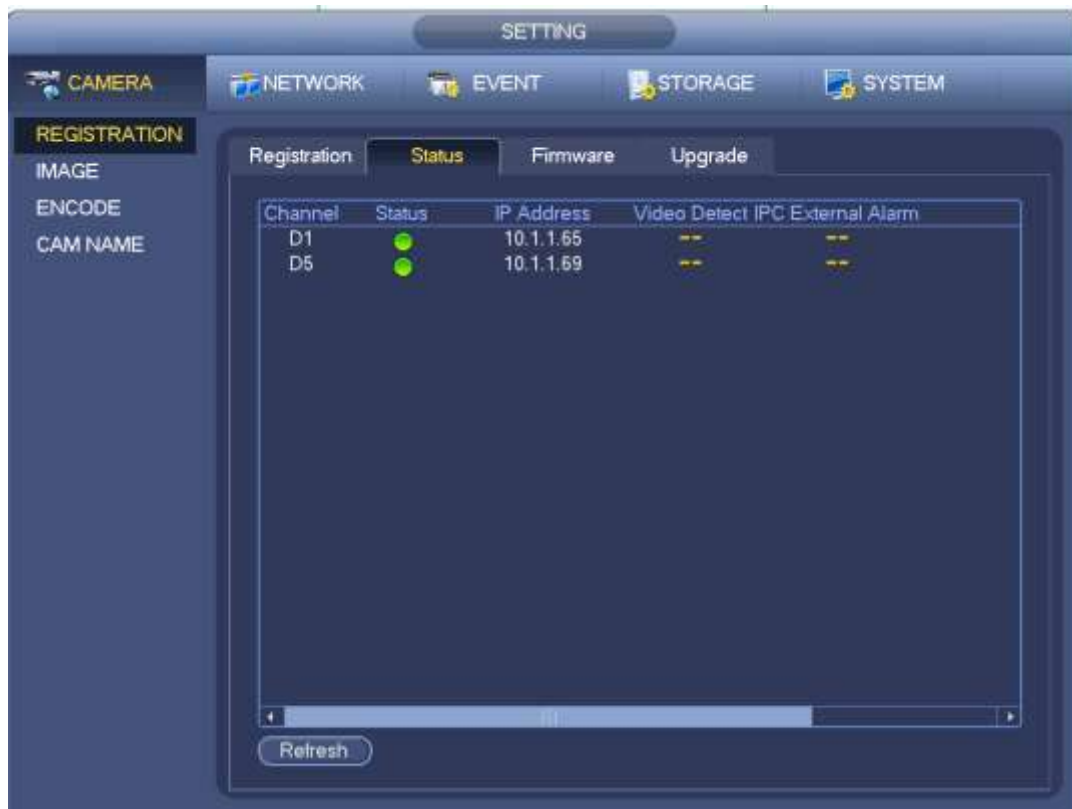 SETTING
CAMERA NETWORK EVENT STORAGE SYSTEM
REGISTRATION
IMAGE
ENCODE
CAM NAME
Registration Status Firmware Upgrade
Channel Status IP Address Video Detect IPC External Alarm
D1 10.1.1.65 -- --
D5 10.1.1.69 -- --
Refresh